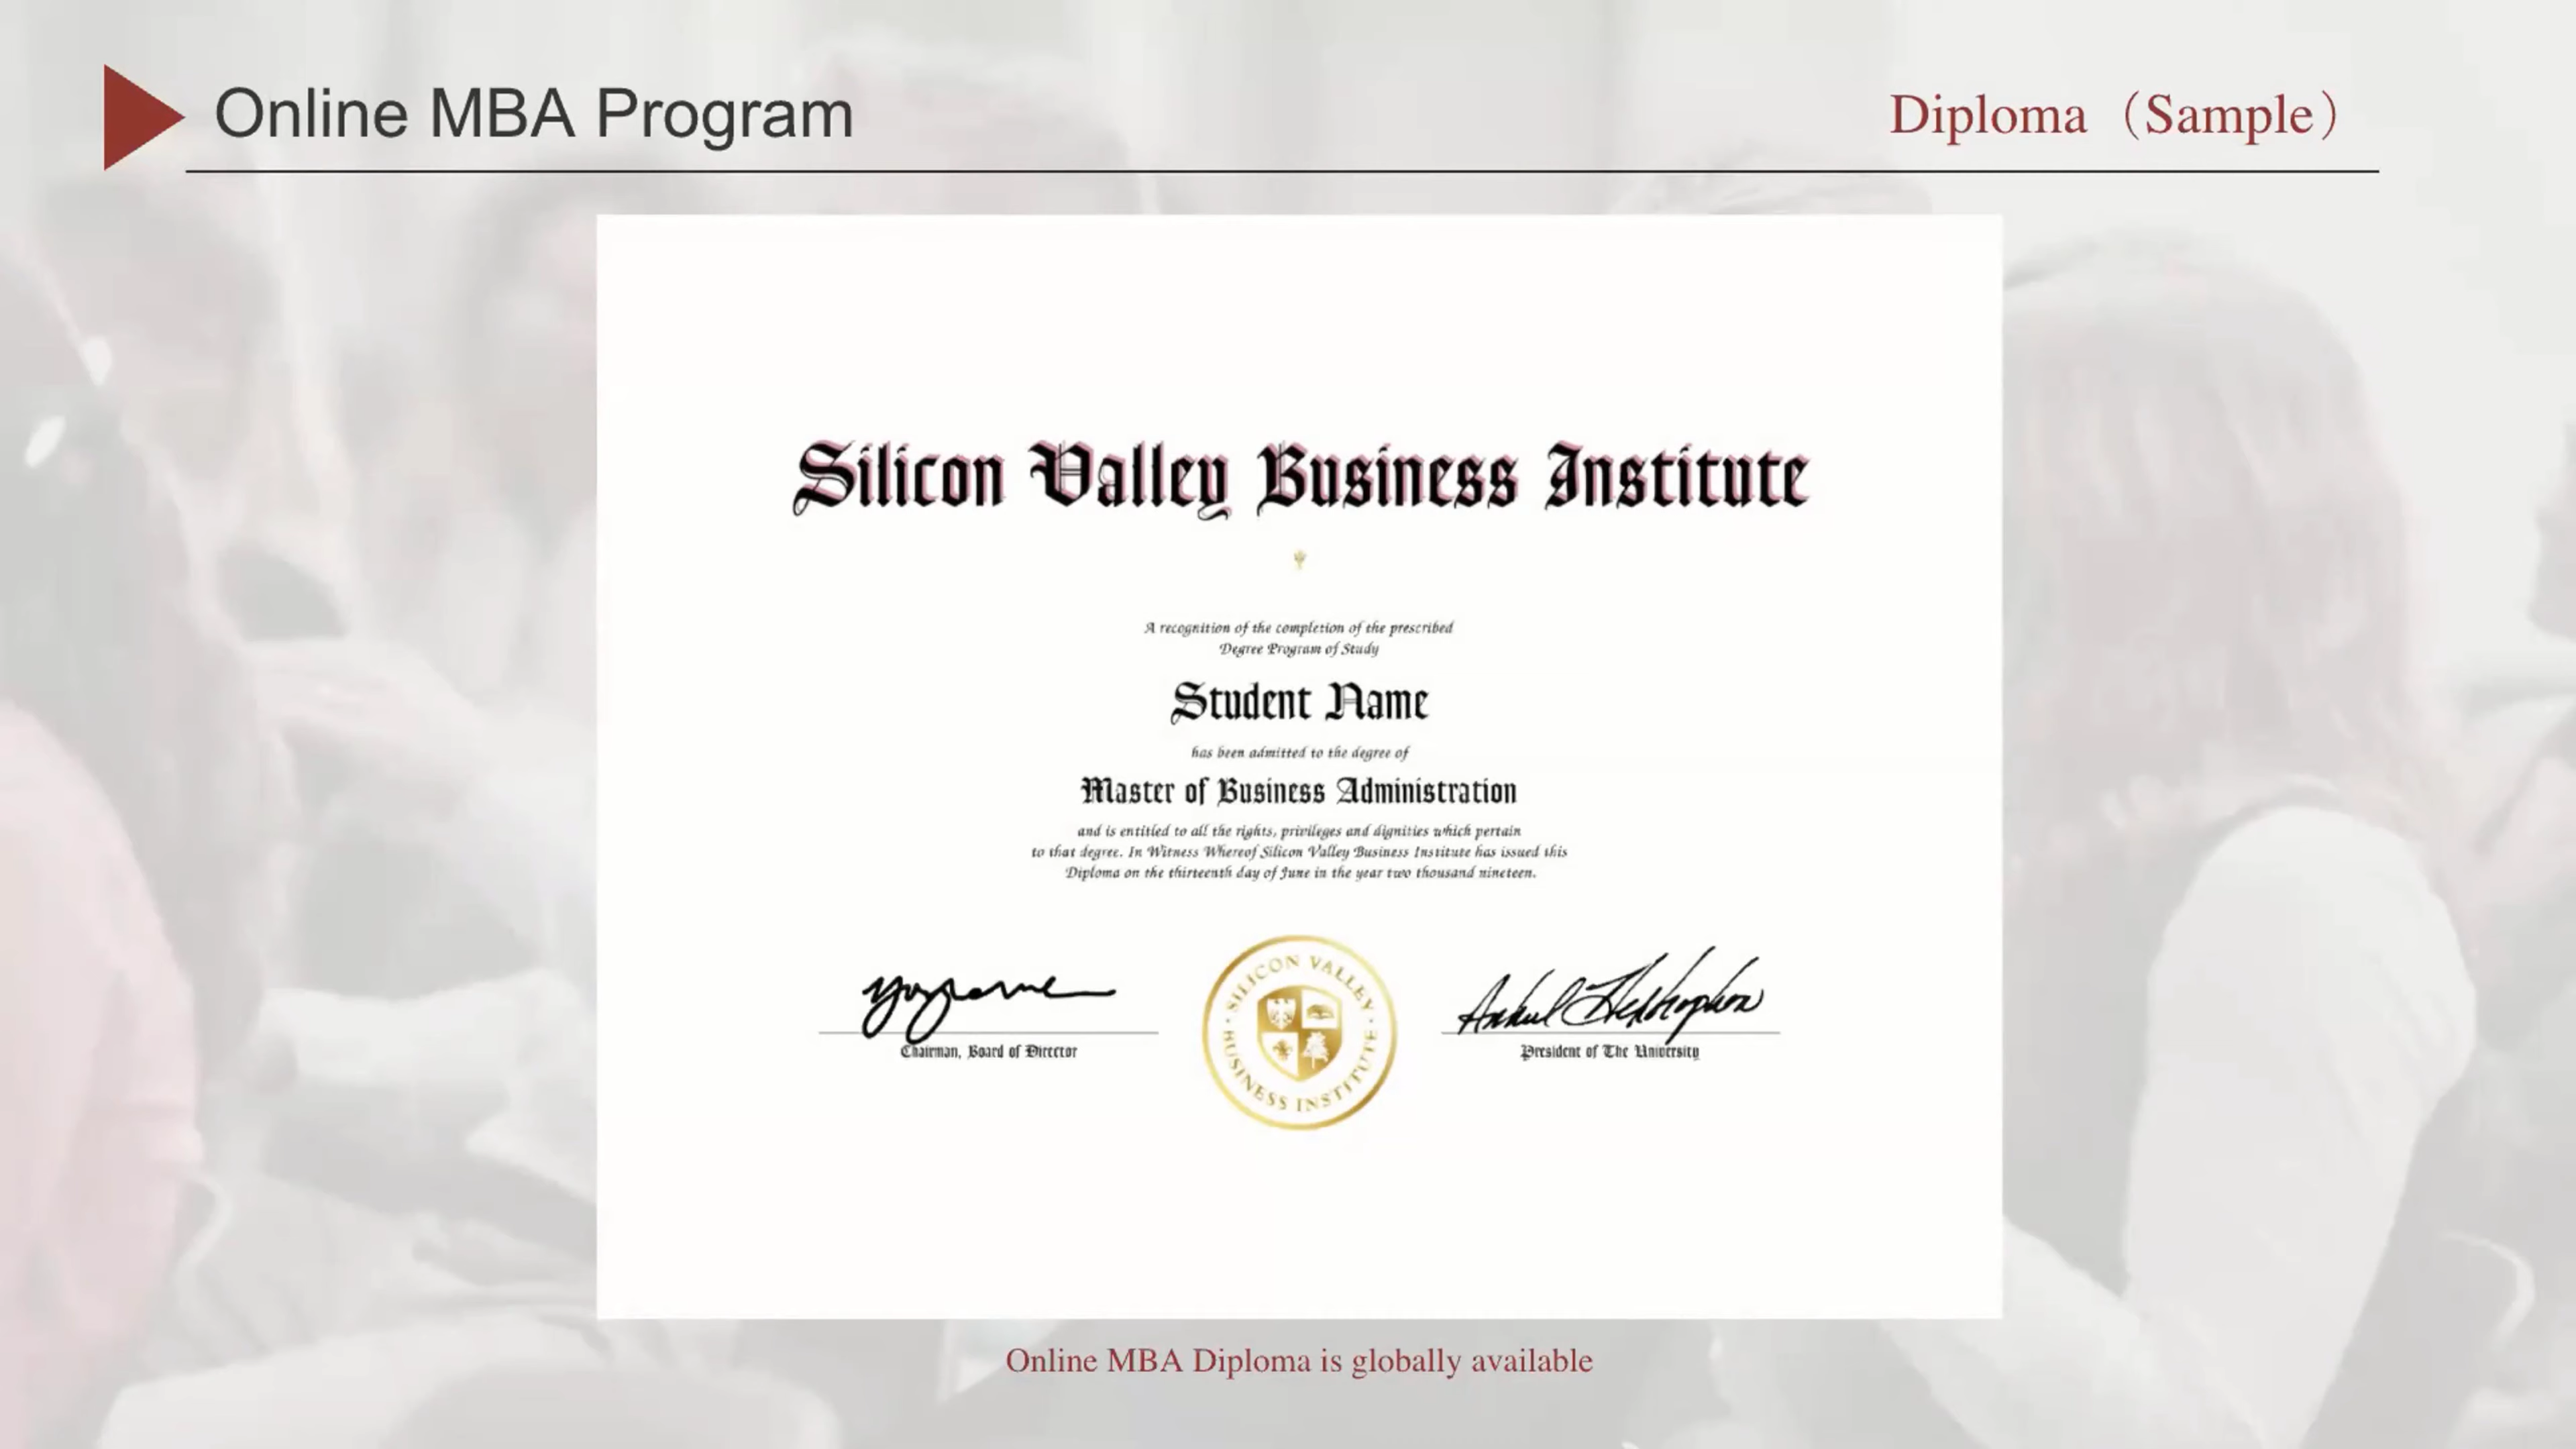 Online MBA Program
Diploma（Sample）
Silicon Valley Business Institute
A recognition of the completion of the prescribed
Degree Program of Study
Student Name
has been admitted to the degree of
Master of Business Administration
and is entitled to all the rights, privileges and dignities which pertain
to that degree. In Witness Whereof Silicon Valley Business Institute has issued this
Diploma on the thirteenth day of June in the year two thousand nineteen.
Chairman, Board of Director
SILICON VALLEY
BUSINESS INSTITUTE
President of The University
Online MBA Diploma is globally available